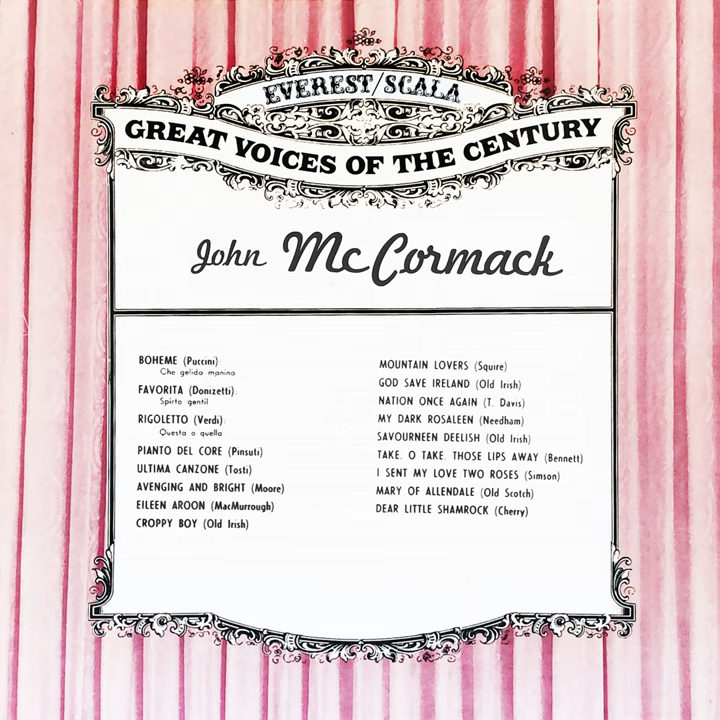 EVEREST/SCALA
GREAT VOICES OF THE CENTURY
John McCormack
BOHEME (Puccini):
Che gelida manina
FAVORITA (Donizetti):
Spirto gentil
RIGOLETTO (Verdi):
Questa o quella
PIANTO DEL CORE (Pinsuti)
ULTIMA CANZONE (Tosti)
AVENGING AND BRIGHT (Moore)
EILEEN AROON (MacMurrough)
CROPPY BOY (Old Irish)
MOUNTAIN LOVERS (Squire)
GOD SAVE IRELAND (Old Irish)
NATION ONCE AGAIN (T. Davis)
MY DARK ROSALEEN (Needham)
SAVOURNEEN DEELISH (Old Irish)
TAKE, O TAKE, THOSE LIPS AWAY (Bennett)
I SENT MY LOVE TWO ROSES (Simson)
MARY OF ALLENDALE (Old Scotch)
DEAR LITTLE SHAMROCK (Cherry)